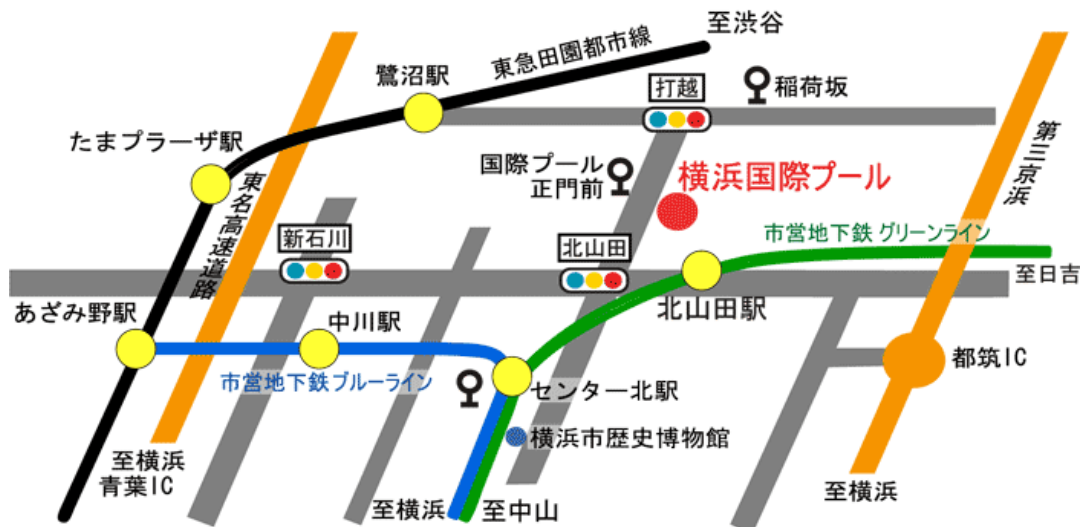 至渋谷
東急田園都市線
鷺沼駅
打越
稲荷坂
たまプラーザ駅
第三京浜
国際プール
正門前
横浜国際プール
東名高速道路
新石川
北山田
市営地下鉄 グリーンライン
至日吉
あざみ野駅
中川駅
北山田駅
都筑IC
市営地下鉄ブルーライン
センター北駅
横浜市歴史博物館
至横浜
青葉IC
至横浜
至中山
至横浜